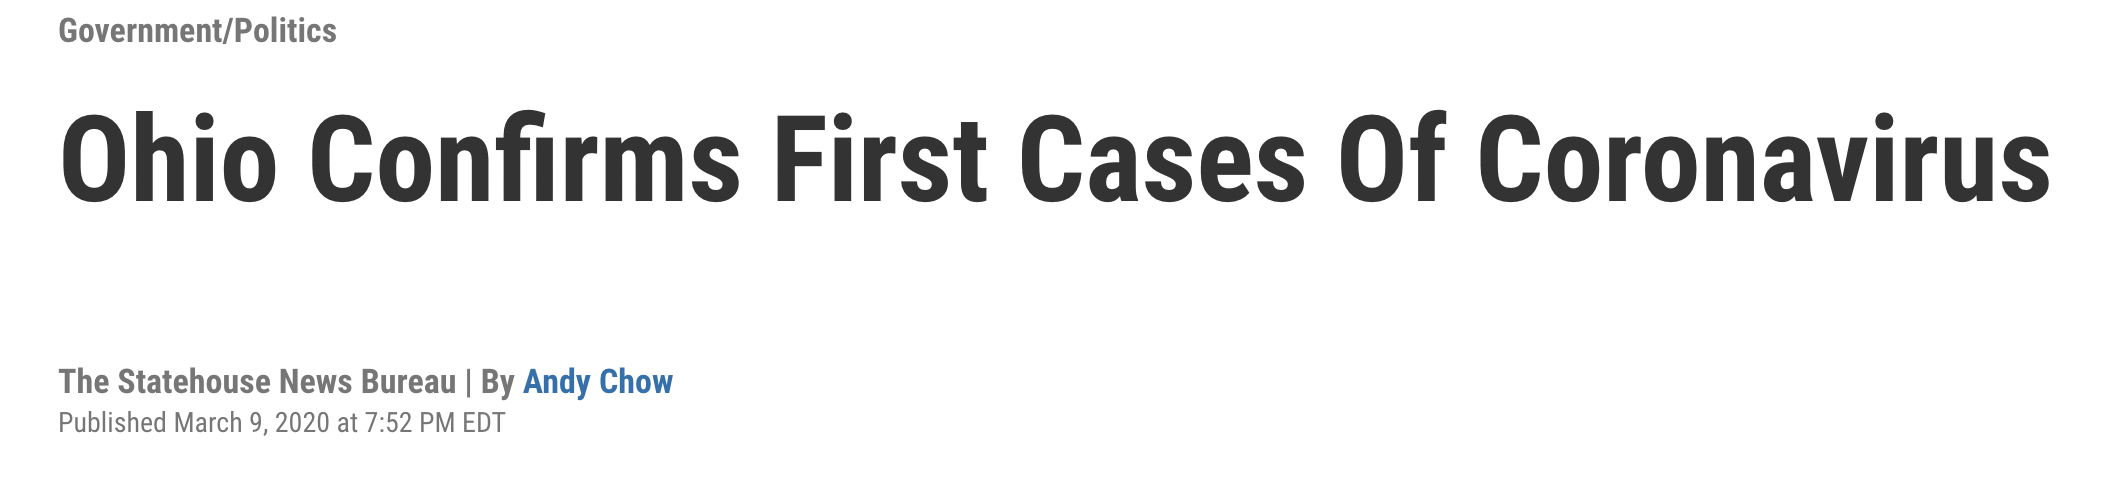 Government/Politics
Ohio Confirms First Cases Of Coronavirus
The Statehouse News Bureau | By Andy Chow
Published March 9, 2020 at 7:52 PM EDT